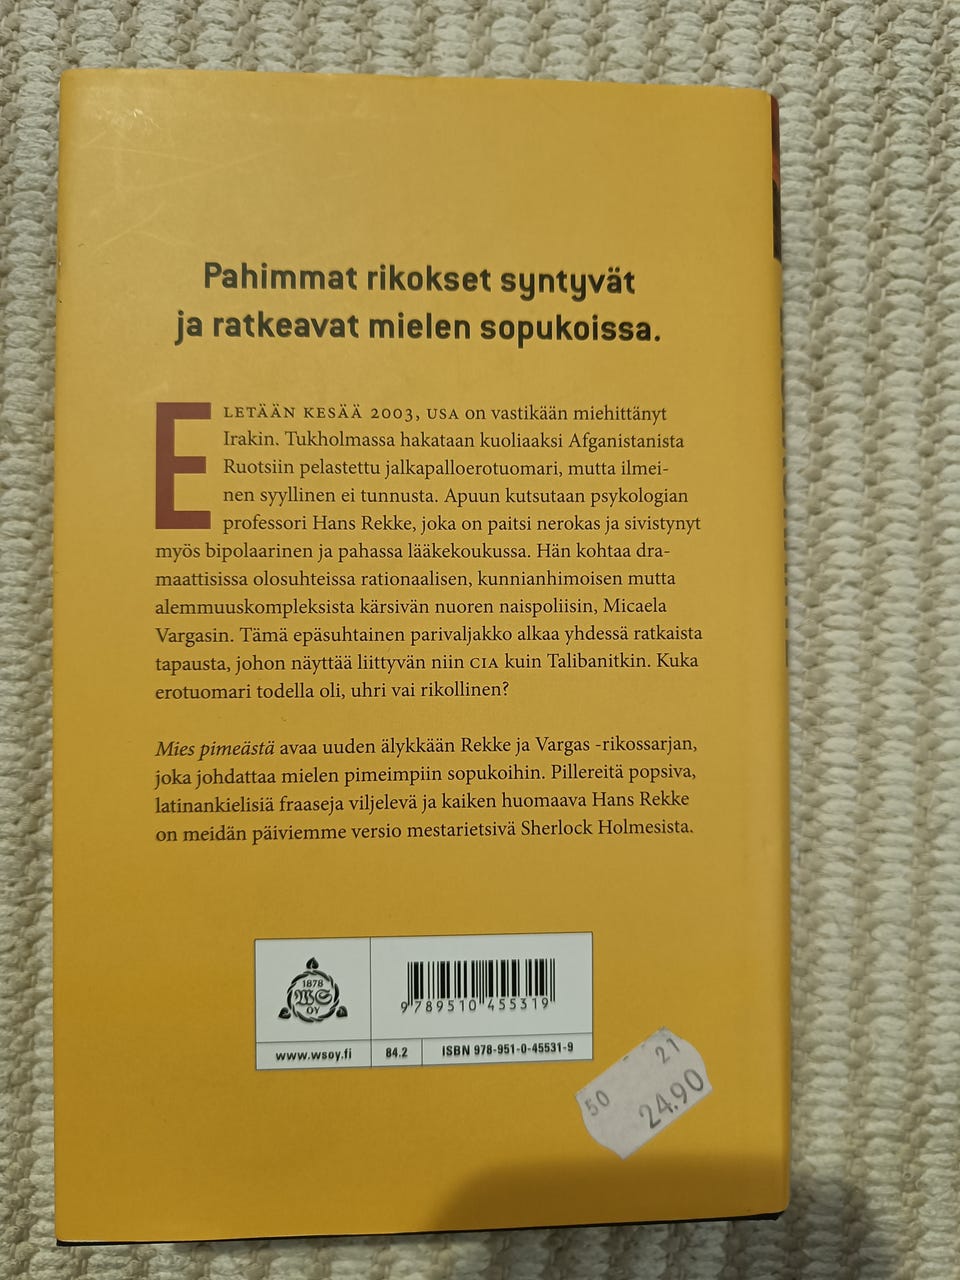 Pahimmat rikokset syntyvät
ja ratkeavat mielen sopukoissa.
ELETÄÄN KESÄÄ 2003, USA on vastikään miehittänyt
Irakin. Tukholmassa hakataan kuoliaaksi Afganistanista
Ruotsiin pelastettu jalkapalloerotuomari, mutta ilmei-
nen syyllinen ei tunnusta. Apuun kutsutaan psykologian
professori Hans Rekke, joka on paitsi nerokas ja sivistynyt
myös bipolaarinen ja pahassa lääkekoukussa. Hän kohtaa dra-
maattisissa olosuhteissa rationaalisen, kunnianhimoisen mutta
alemmuuskompleksista kärsivän nuoren naispoliisin, Micaela
Vargasin. Tämä epäsuhtainen parivaljakko alkaa yhdessä ratkaista
tapausta, johon näyttää liittyvän niin CIA kuin Talibanitkin. Kuka
erotuomari todella oli, uhri vai rikollinen?
Mies pimeästä avaa uuden älykkään Rekke ja Vargas -rikossarjan,
joka johdattaa mielen pimeimpiin sopukoihin. Pillereitä popsiva,
latinankielisiä fraaseja viljelevä ja kaiken huomaava Hans Rekke
on meidän päiviemme versio mestarietsivä Sherlock Holmesista.
1878
WS
OY
9 789510 455319
www.wsoy.fi
84.2
ISBN 978-951-0-45531-9
50 21
24.90